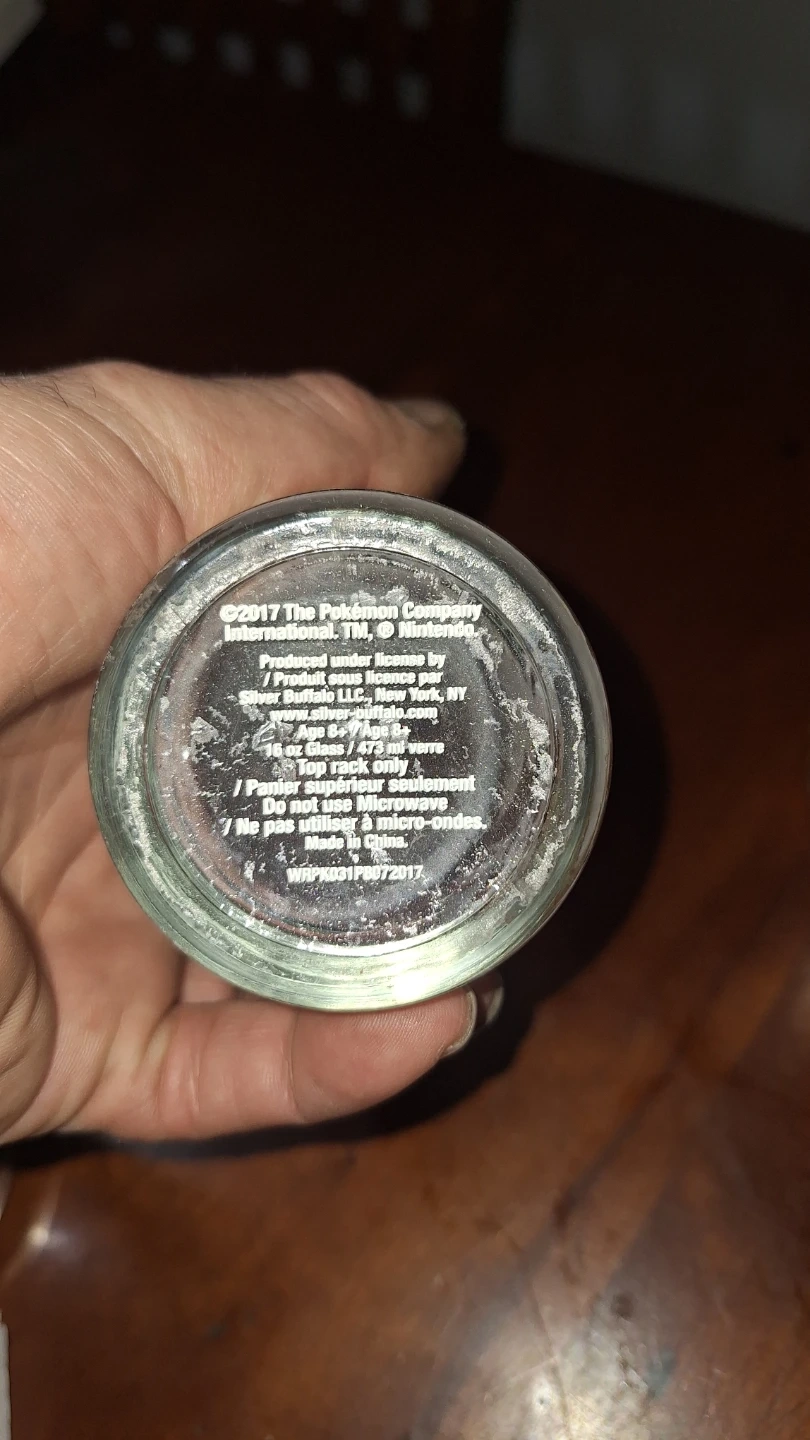 ©2017 The Pokémon Company
International. TM, ® Nintendo.
Produced under license by
/ Produit sous licence par
Silver Buffalo LLC., New York, NY
www.silver-buffalo.com
Age 8+ / Age 8+
16 oz Glass / 473 ml verre
Top rack only
/ Panier supérieur seulement
Do not use Microwave
/ Ne pas utiliser à micro-ondes.
Made in China.
WRPK031PB072017